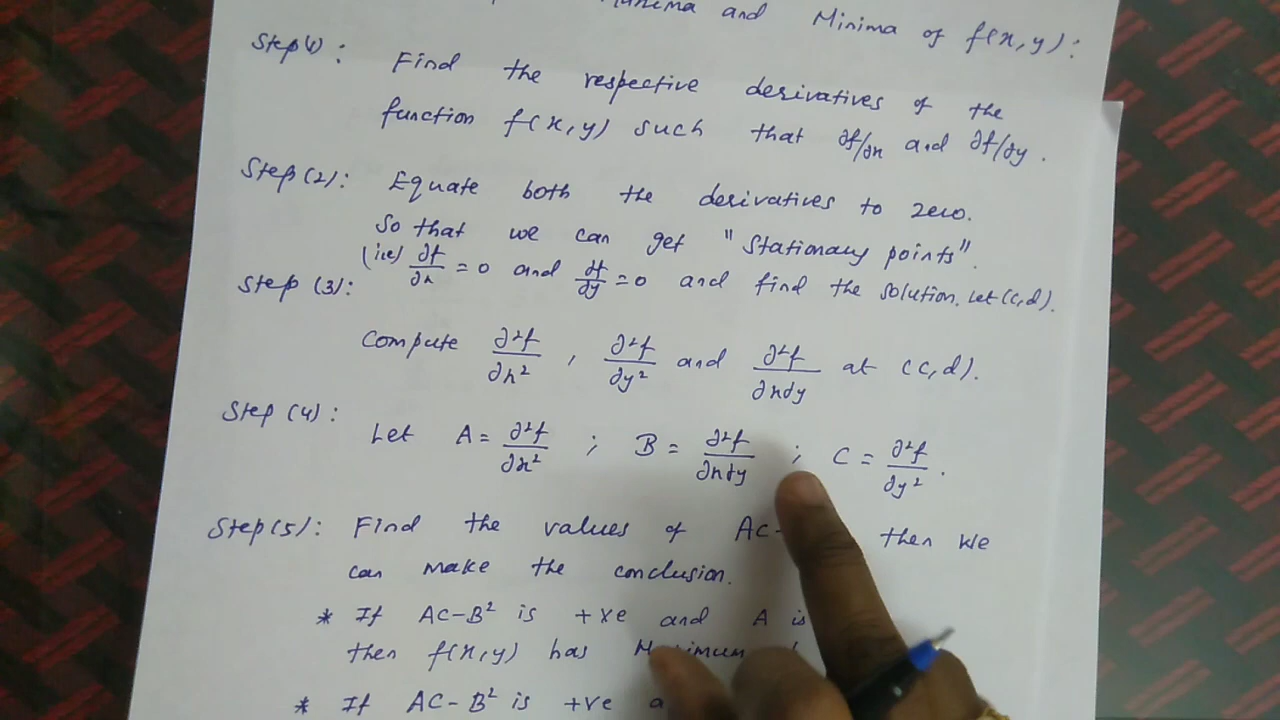 and Minima of f(x,y):
Step(1): Find the respective derivatives of the
function f(x,y) such that ∂f/∂x and ∂f/∂y.
Step(2): Equate both the derivatives to zero.
So that we can get "Stationary points".
(i.e) ∂f/∂x = 0 and ∂f/∂y = 0 and find the solution. Let (c,d).
Step (3):
Compute ∂²f/∂x² , ∂²f/∂y² and ∂²f/∂x∂y at (c,d).
Step (4):
Let A = ∂²f/∂x² ; B = ∂²f/∂x∂y ; C = ∂²f/∂y² .
Step(5): Find the values of AC- then we
can make the conclusion.
* If AC-B² is +ve and A is
then f(x,y) has
* If AC-B² is +ve